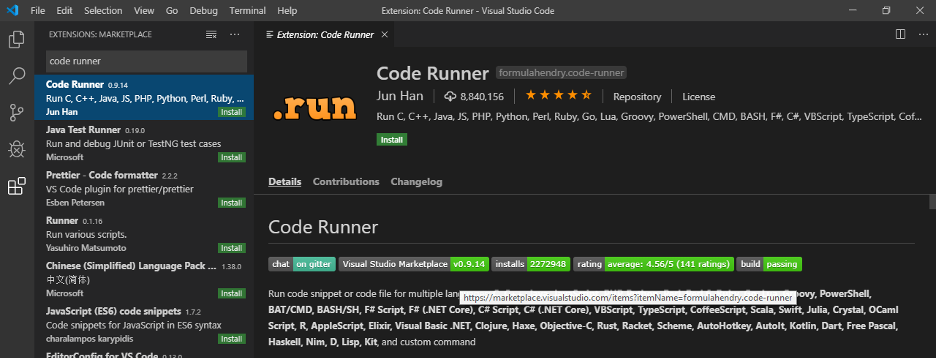 File Edit Selection View Go Debug Terminal Help
Extension: Code Runner - Visual Studio Code
EXTENSIONS: MARKETPLACE
code runner
Code Runner 0.9.14
Run C, C++, Java, JS, PHP, Python, Perl, Ruby, ...
Jun Han Install
Java Test Runner 0.19.0
Run and debug JUnit or TestNG test cases
Microsoft Install
Prettier - Code formatter 2.2.2
VS Code plugin for prettier/prettier
Esben Petersen Install
Runner 0.1.16
Run various scripts.
Yasuhiro Matsumoto Install
Chinese (Simplified) Language Pack ... 1.38.0
中文(简体)
Microsoft Install
JavaScript (ES6) code snippets 1.7.2
Code snippets for JavaScript in ES6 syntax
charalampos karypidis Install
EditorConfig for VS Code
Extension: Code Runner
.run
Code Runner formulahendry.code-runner
Jun Han 8,840,156 Repository License
Run C, C++, Java, JS, PHP, Python, Perl, Ruby, Go, Lua, Groovy, PowerShell, CMD, BASH, F#, C#, VBScript, TypeScript, Cof...
Install
Details Contributions Changelog
Code Runner
chat on gitter Visual Studio Marketplace v0.9.14 installs 2272948 rating average: 4.56/5 (141 ratings) build passing
Run code snippet or code file for multiple PowerShell,
https://marketplace.visualstudio.com/items?itemName=formulahendry.code-runner
BAT/CMD, BASH/SH, F# Script, F# (.NET Core), C# Script, C# (.NET Core), VBScript, TypeScript, CoffeeScript, Scala, Swift, Julia, Crystal, OCaml
Script, R, AppleScript, Elixir, Visual Basic .NET, Clojure, Haxe, Objective-C, Rust, Racket, Scheme, AutoHotkey, AutoIt, Kotlin, Dart, Free Pascal,
Haskell, Nim, D, Lisp, Kit, and custom command